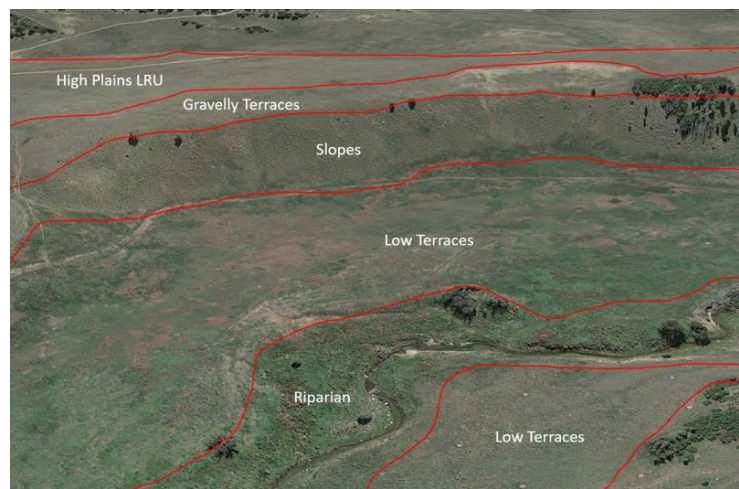 High Plains LRU
Gravelly Terraces
Slopes
Low Terraces
Riparian
Low Terraces